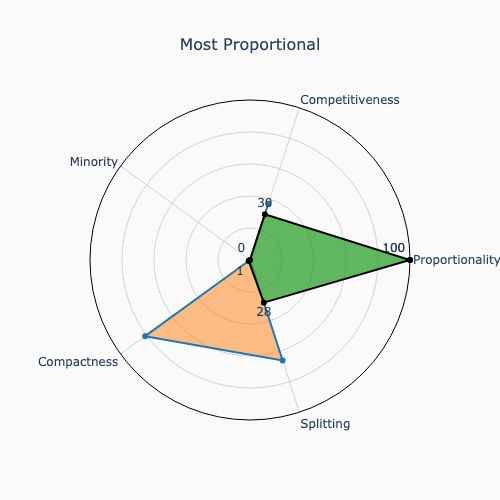 Most Proportional
Competitiveness
Minority
30
0
100
Proportionality
1
28
Compactness
Splitting